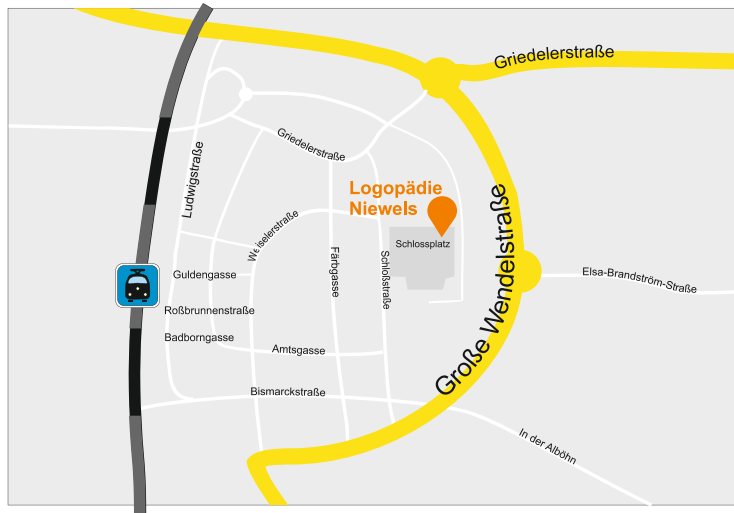 Griedelerstraße
Griedelerstraße
Ludwigstraße
Logopädie
Niewels
Weiselerstraße
Schlossplatz
Große Wendelstraße
Färbgasse
Schloßstraße
Guldengasse
Elsa-Brandström-Straße
Roßbrunnenstraße
Badborngasse
Amtsgasse
Bismarckstraße
In der Alböhn